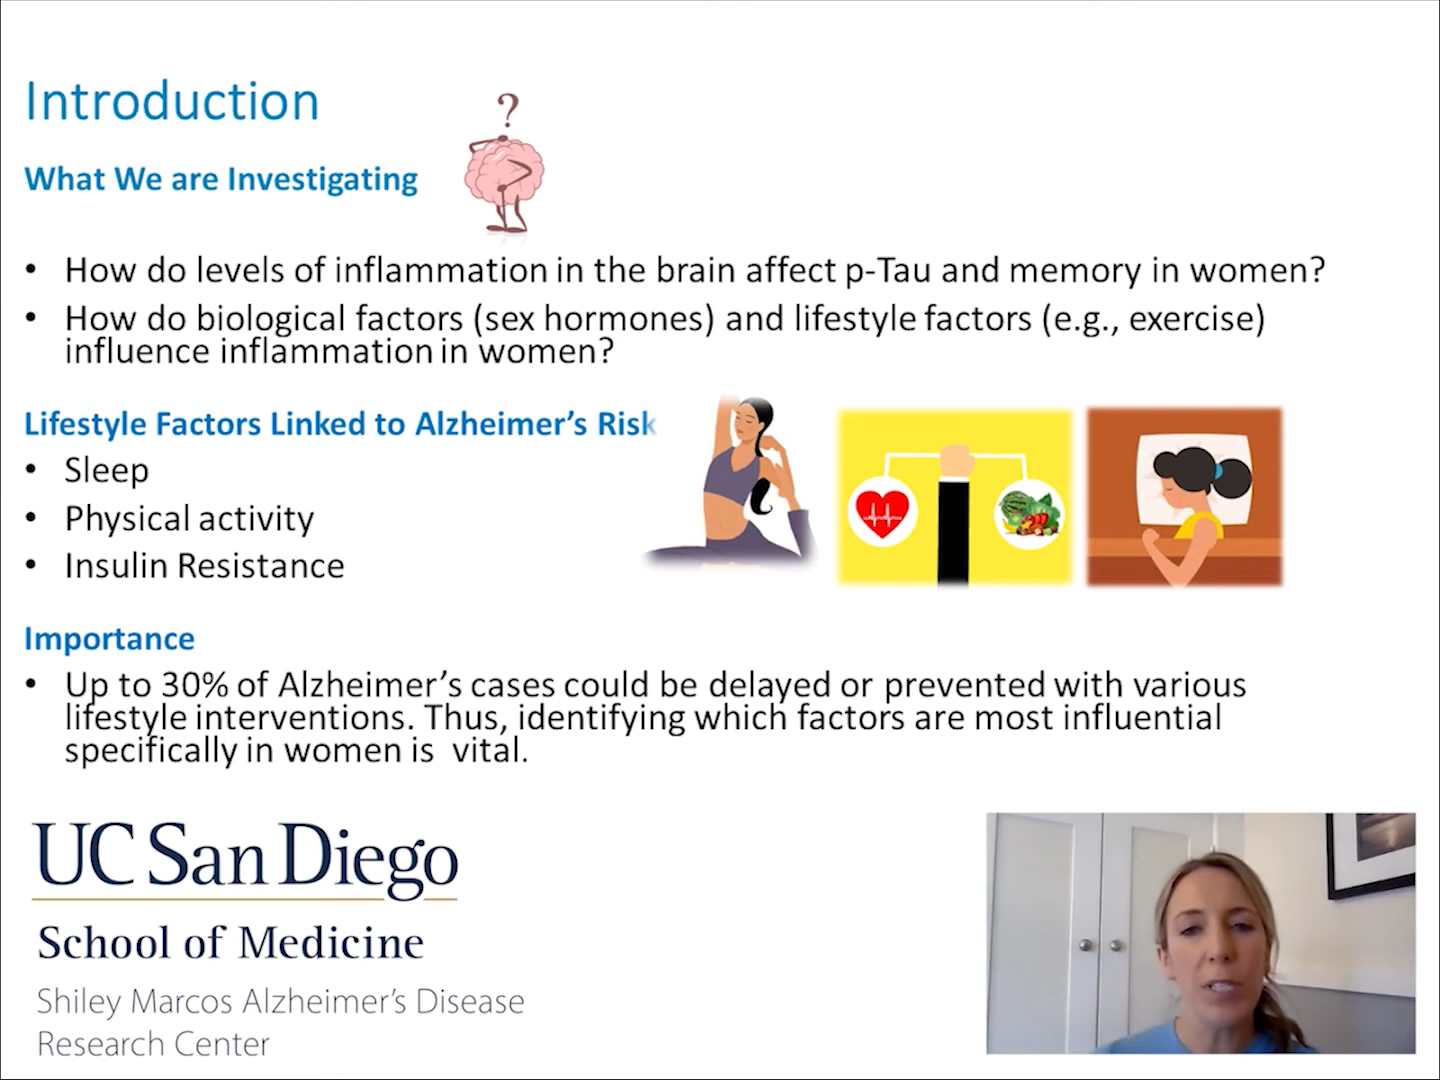 Introduction
?
What We are Investigating
• How do levels of inflammation in the brain affect p-Tau and memory in women?
• How do biological factors (sex hormones) and lifestyle factors (e.g., exercise)
influence inflammation in women?
Lifestyle Factors Linked to Alzheimer’s Risk
• Sleep
• Physical activity
• Insulin Resistance
Importance
• Up to 30% of Alzheimer’s cases could be delayed or prevented with various
lifestyle interventions. Thus, identifying which factors are most influential
specifically in women is  vital.
UC San Diego
School of Medicine
Shiley Marcos Alzheimer’s Disease
Research Center